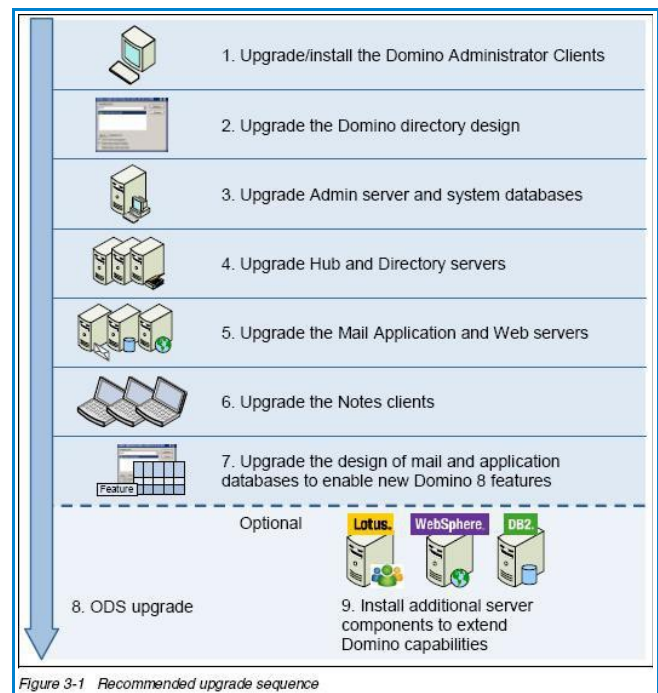 1. Upgrade/install the Domino Administrator Clients
2. Upgrade the Domino directory design
3. Upgrade Admin server and system databases
4. Upgrade Hub and Directory servers
5. Upgrade the Mail Application and Web servers
6. Upgrade the Notes clients
7. Upgrade the design of mail and application
databases to enable new Domino 8 features
Feature
Optional
Lotus.
WebSphere.
DB2.
8. ODS upgrade
9. Install additional server
components to extend
Domino capabilities
Figure 3-1 Recommended upgrade sequence